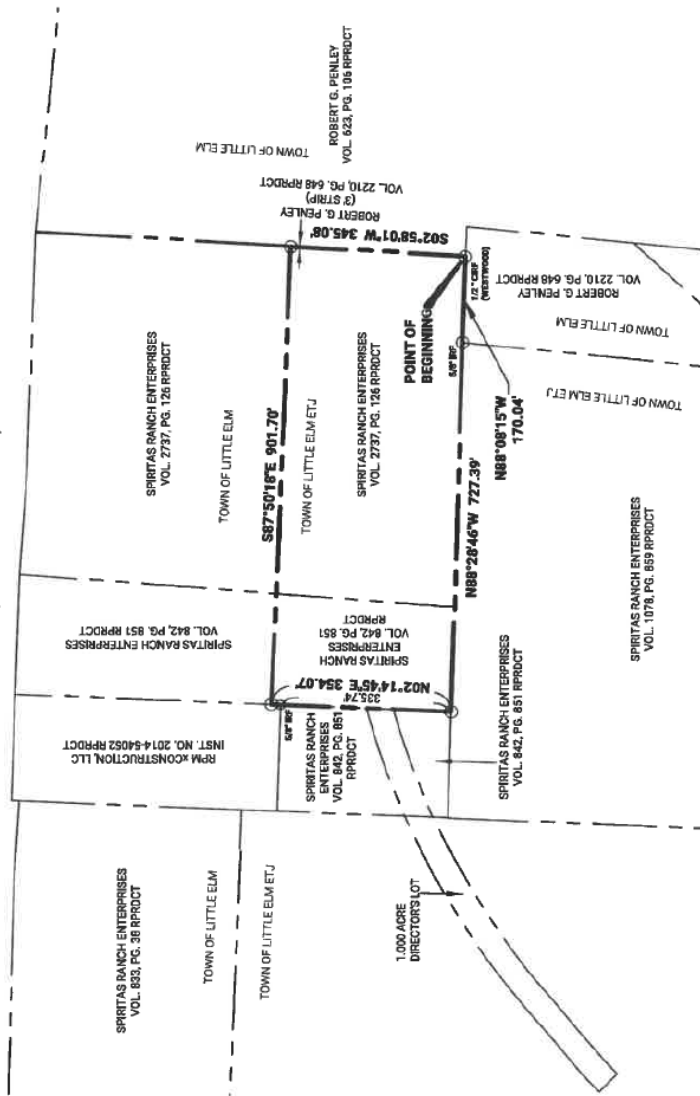 TOWN OF LITTLE ELM
ROBERT G. PENLEY
VOL. 623, PG. 106 RPRDCT
ROBERT G. PENLEY
(3' STRIP)
VOL. 2210, PG. 648 RPRDCT
S02°58'01"W 345.08'
SPIRITAS RANCH ENTERPRISES
VOL. 2737, PG. 126 RPRDCT
TOWN OF LITTLE ELM
S87°50'18"E 901.70'
TOWN OF LITTLE ELM ETJ
SPIRITAS RANCH ENTERPRISES
VOL. 2737, PG. 126 RPRDCT
POINT OF
BEGINNING
1/2" CIRF
(WESTWOOD)
5/8" IRF
ROBERT G. PENLEY
VOL. 2210, PG. 648 RPRDCT
TOWN OF LITTLE ELM
TOWN OF LITTLE ELM ETJ
N88°08'15"W
170.04'
N88°28'46"W 727.39'
SPIRITAS RANCH ENTERPRISES
VOL. 842, PG. 851 RPRDCT
SPIRITAS RANCH
ENTERPRISES
VOL. 842, PG. 851
RPRDCT
N02°14'45"E 354.07'
335.74'
5/8" IRF
RPM xCONSTRUCTION, LLC
INST. NO. 2014-54052 RPRDCT
SPIRITAS RANCH
ENTERPRISES
VOL. 842, PG. 851
RPRDCT
SPIRITAS RANCH ENTERPRISES
VOL. 842, PG. 851 RPRDCT
SPIRITAS RANCH ENTERPRISES
VOL. 1078, PG. 859 RPRDCT
SPIRITAS RANCH ENTERPRISES
VOL. 833, PG. 38 RPRDCT
TOWN OF LITTLE ELM
TOWN OF LITTLE ELM ETJ
1.000 ACRE
DIRECTOR'S LOT